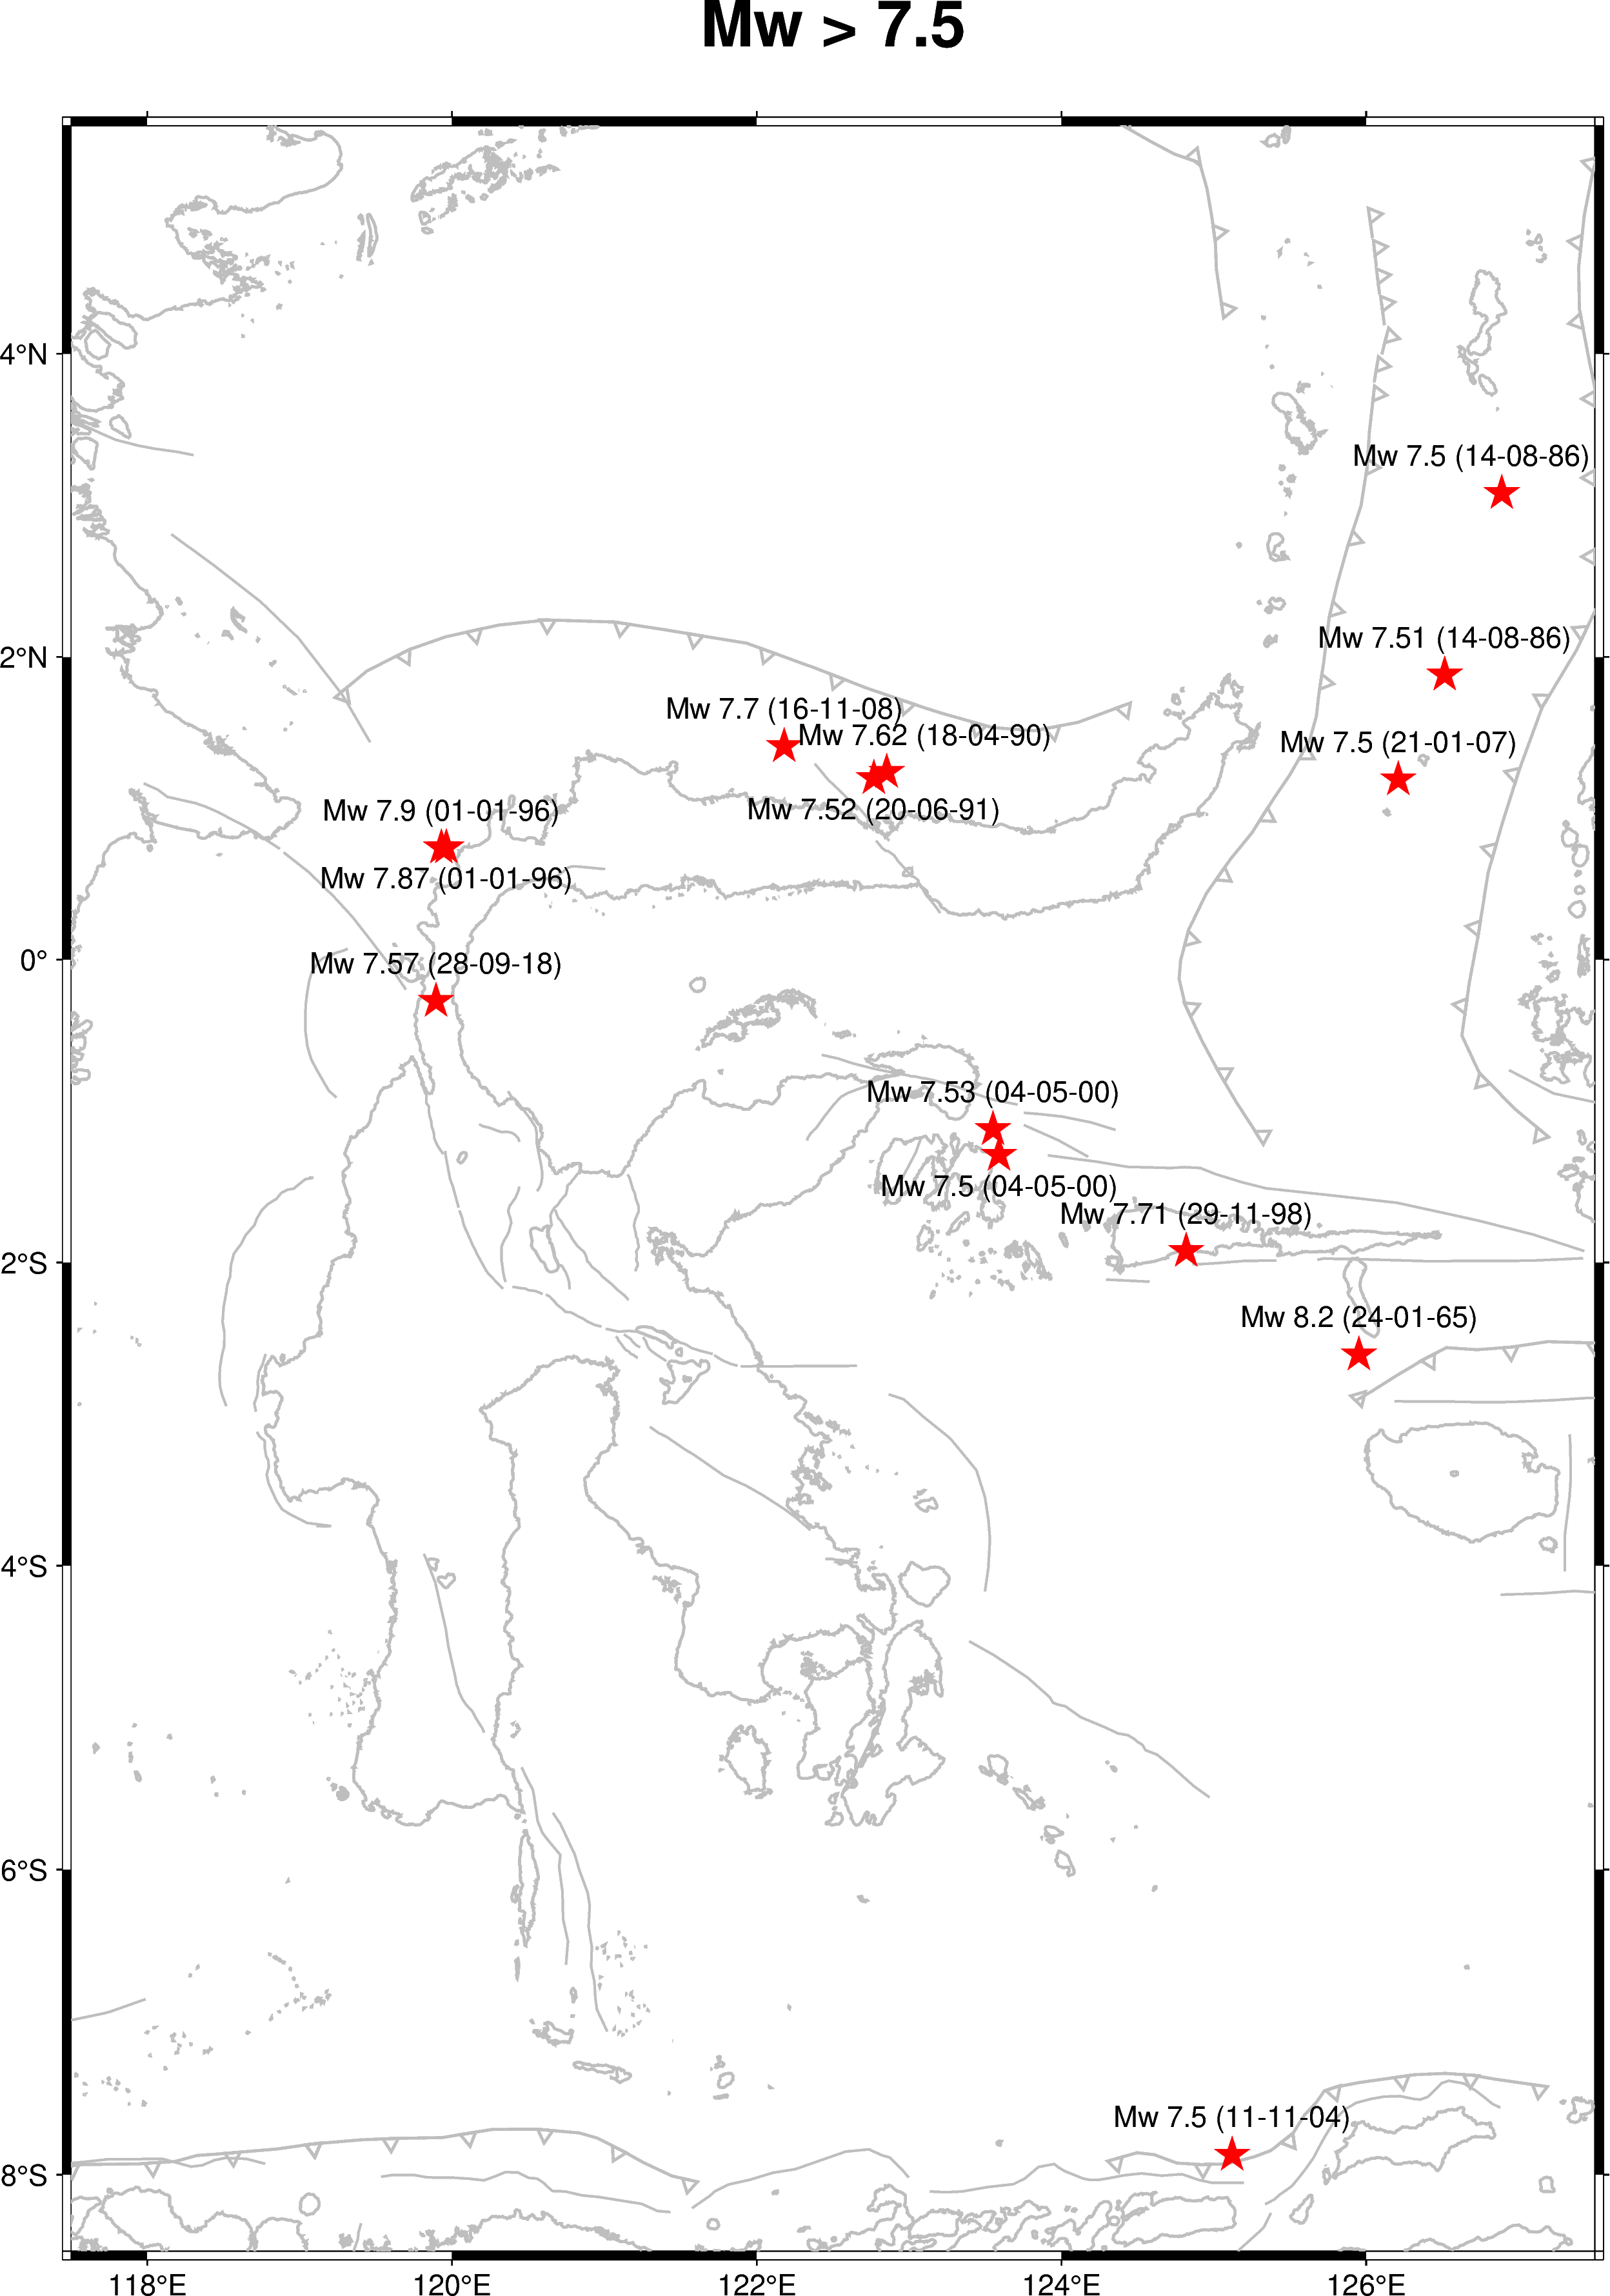 Mw > 7.5
4°N
Mw 7.5 (14-08-86)
2°N
Mw 7.51 (14-08-86)
Mw 7.7 (16-11-08)
Mw 7.62 (18-04-90)
Mw 7.5 (21-01-07)
Mw 7.9 (01-01-96)
Mw 7.52 (20-06-91)
Mw 7.87 (01-01-96)
0°
Mw 7.57 (28-09-18)
Mw 7.53 (04-05-00)
Mw 7.5 (04-05-00)
Mw 7.71 (29-11-98)
2°S
Mw 8.2 (24-01-65)
4°S
6°S
Mw 7.5 (11-11-04)
8°S
118°E 120°E 122°E 124°E 126°E